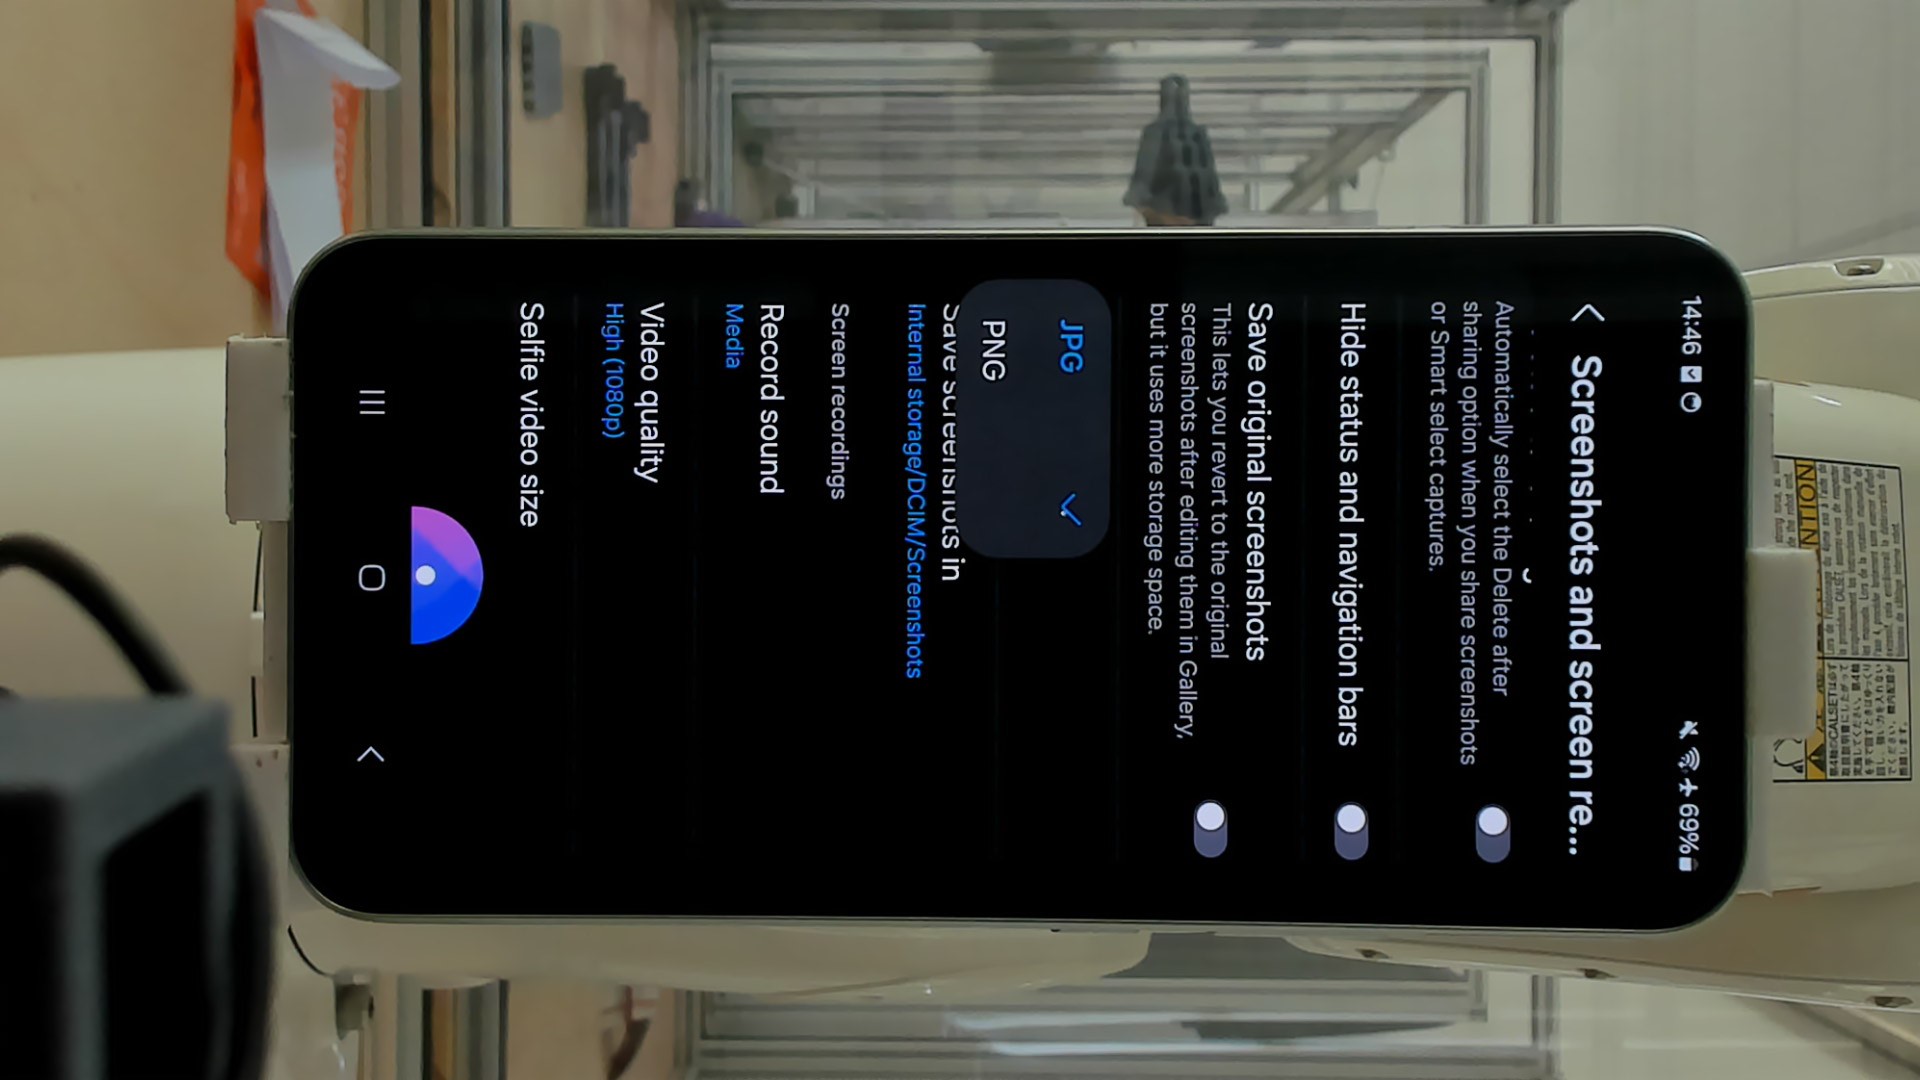 14:46
69%
Screenshots and screen re...
Automatically select the Delete after
sharing option when you share screenshots
or Smart select captures.
Hide status and navigation bars
Save original screenshots
This lets you revert to the original
screenshots after editing them in Gallery,
but it uses more storage space.
JPG
PNG
Save screenshots in
Internal storage/DCIM/Screenshots
Screen recordings
Record sound
Media
Video quality
High (1080p)
Selfie video size